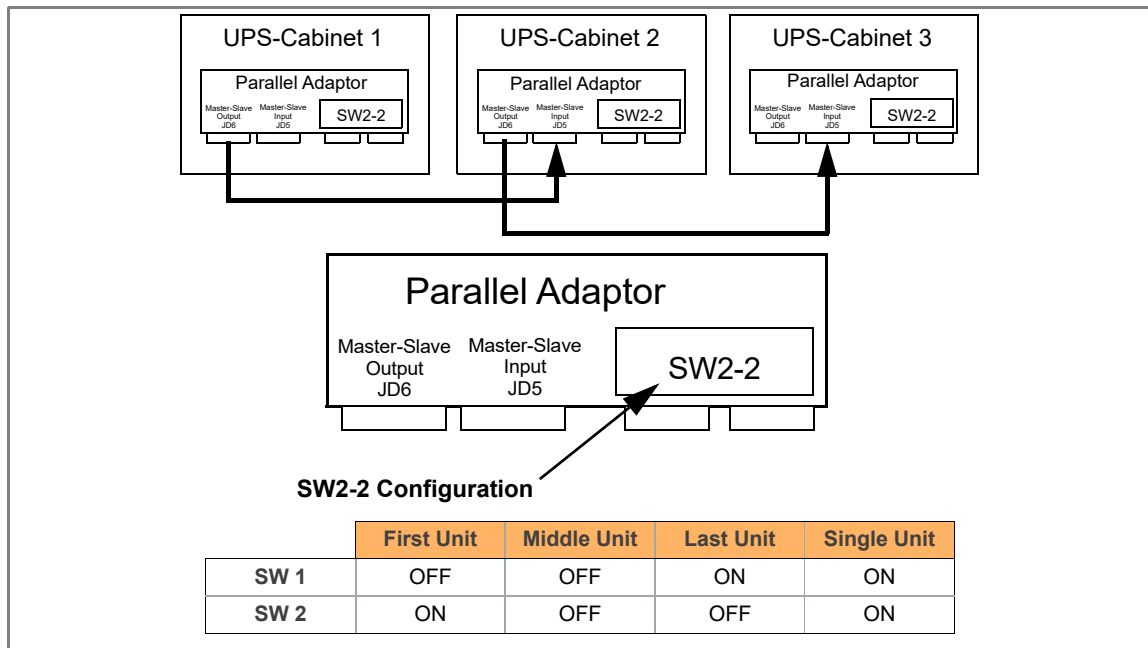 UPS-Cabinet 1
Parallel Adaptor
Master-Slave
Output
JD6
Master-Slave
Input
JD5
SW2-2
UPS-Cabinet 2
Parallel Adaptor
Master-Slave
Output
JD6
Master-Slave
Input
JD5
SW2-2
UPS-Cabinet 3
Parallel Adaptor
Master-Slave
Output
JD6
Master-Slave
Input
JD5
SW2-2
Parallel Adaptor
Master-Slave
Output
JD6
Master-Slave
Input
JD5
SW2-2
SW2-2 Configuration
First Unit Middle Unit Last Unit Single Unit
SW 1 OFF OFF ON ON
SW 2 ON OFF OFF ON